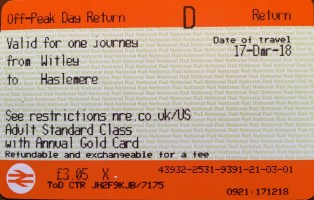 Off-Peak Day Return D Return
Valid for one journey Date of travel
from Witley 17-Dmr-18
to Haslemere
See restrictions nre.co.uk/US
Adult Standard Class
with Annual Gold Card
Refundable and exchangeable for a fee
£3.05 X 43932-2531-9391-21-03-01
ToD CTR JH2F9KJB/7175 0921:171218